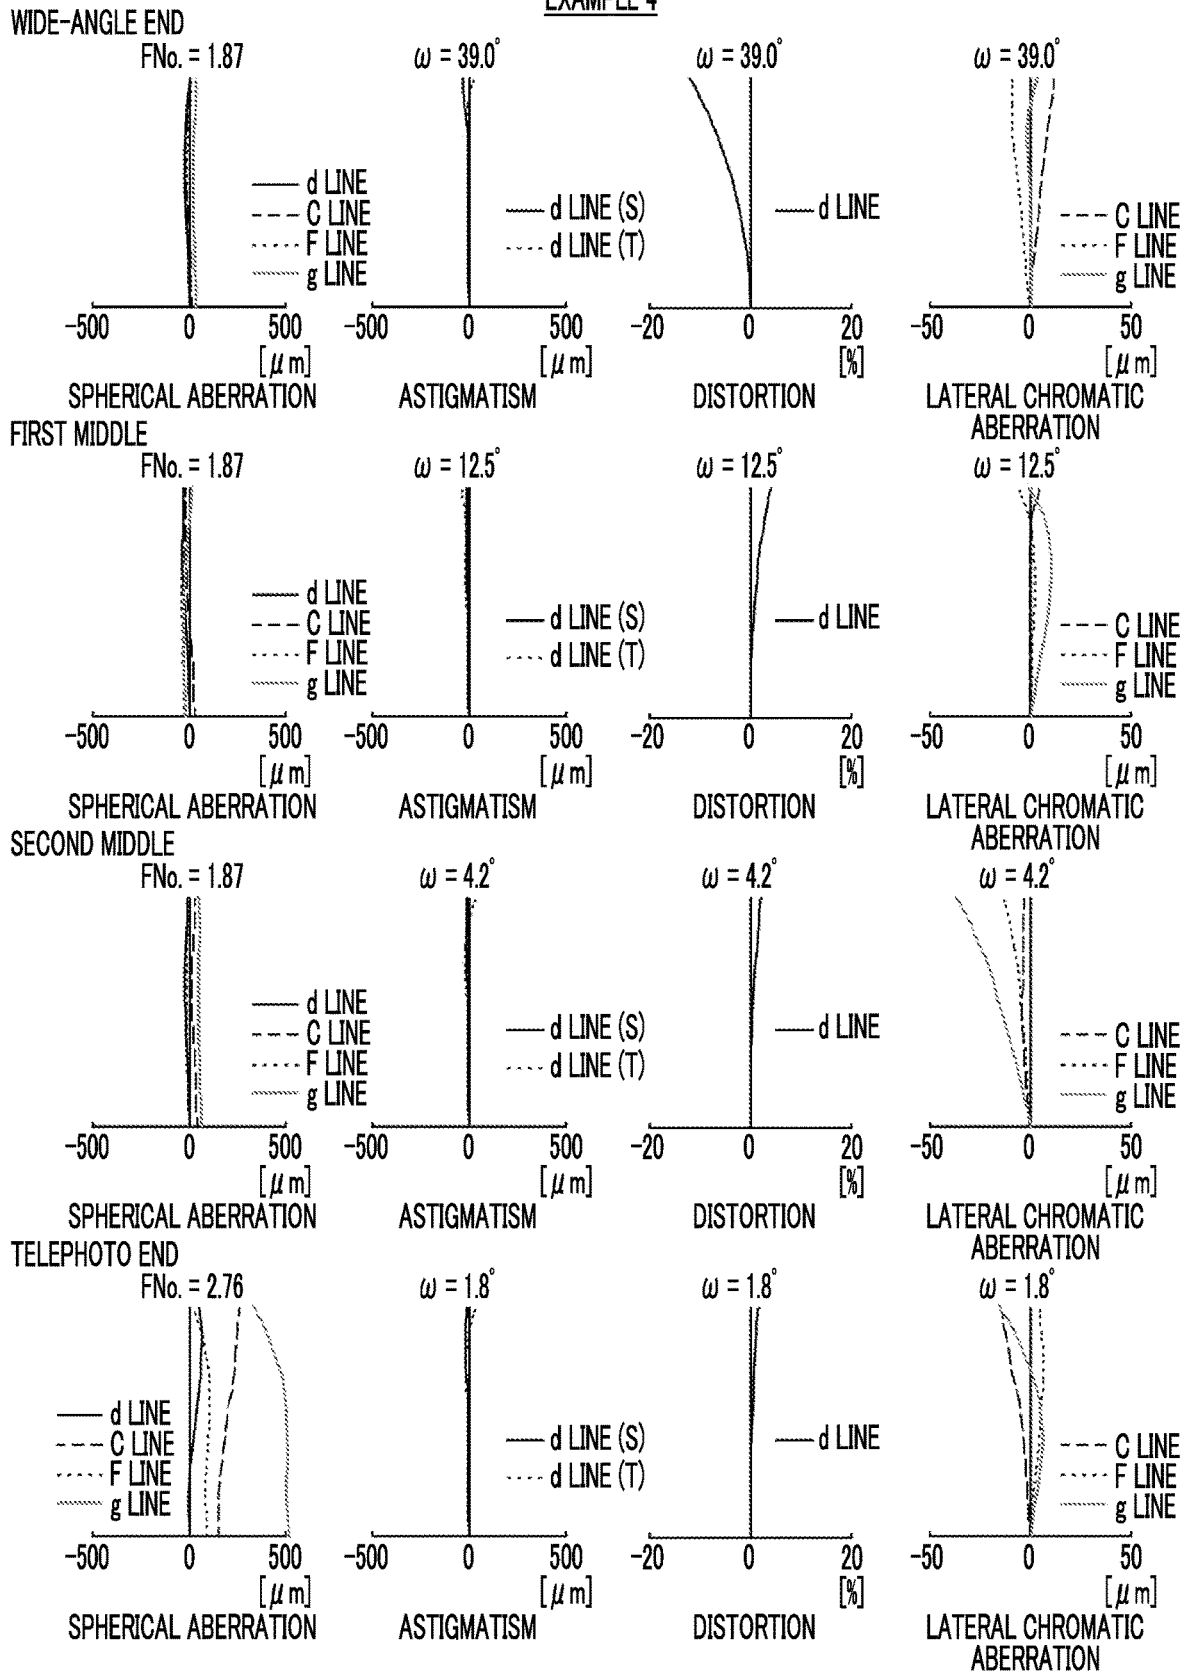 EXAMPLE 4
WIDE-ANGLE END
FNo. = 1.87
ω = 39.0°
ω = 39.0°
ω = 39.0°
d LINE
C LINE
F LINE
g LINE
d LINE (S)
d LINE (T)
d LINE
C LINE
F LINE
g LINE
-500 0 500
-500 0 500
-20 0 20
-50 0 50
[μm]
[μm]
[%]
[μm]
SPHERICAL ABERRATION
ASTIGMATISM
DISTORTION
LATERAL CHROMATIC
ABERRATION
FIRST MIDDLE
FNo. = 1.87
ω = 12.5°
ω = 12.5°
ω = 12.5°
d LINE
C LINE
F LINE
g LINE
d LINE (S)
d LINE (T)
d LINE
C LINE
F LINE
g LINE
-500 0 500
-500 0 500
-20 0 20
-50 0 50
[μm]
[μm]
[%]
[μm]
SPHERICAL ABERRATION
ASTIGMATISM
DISTORTION
LATERAL CHROMATIC
ABERRATION
SECOND MIDDLE
FNo. = 1.87
ω = 4.2°
ω = 4.2°
ω = 4.2°
d LINE
C LINE
F LINE
g LINE
d LINE (S)
d LINE (T)
d LINE
C LINE
F LINE
g LINE
-500 0 500
-500 0 500
-20 0 20
-50 0 50
[μm]
[μm]
[%]
[μm]
SPHERICAL ABERRATION
ASTIGMATISM
DISTORTION
LATERAL CHROMATIC
ABERRATION
TELEPHOTO END
FNo. = 2.76
ω = 1.8°
ω = 1.8°
ω = 1.8°
d LINE
C LINE
F LINE
g LINE
d LINE (S)
d LINE (T)
d LINE
C LINE
F LINE
g LINE
-500 0 500
-500 0 500
-20 0 20
-50 0 50
[μm]
[μm]
[%]
[μm]
SPHERICAL ABERRATION
ASTIGMATISM
DISTORTION
LATERAL CHROMATIC
ABERRATION